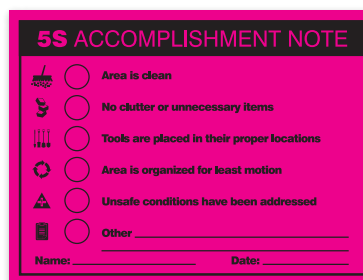 5S ACCOMPLISHMENT NOTE
Area is clean
No clutter or unnecessary items
Tools are placed in their proper locations
Area is organized for least motion
Unsafe conditions have been addressed
Other
Name: Date: